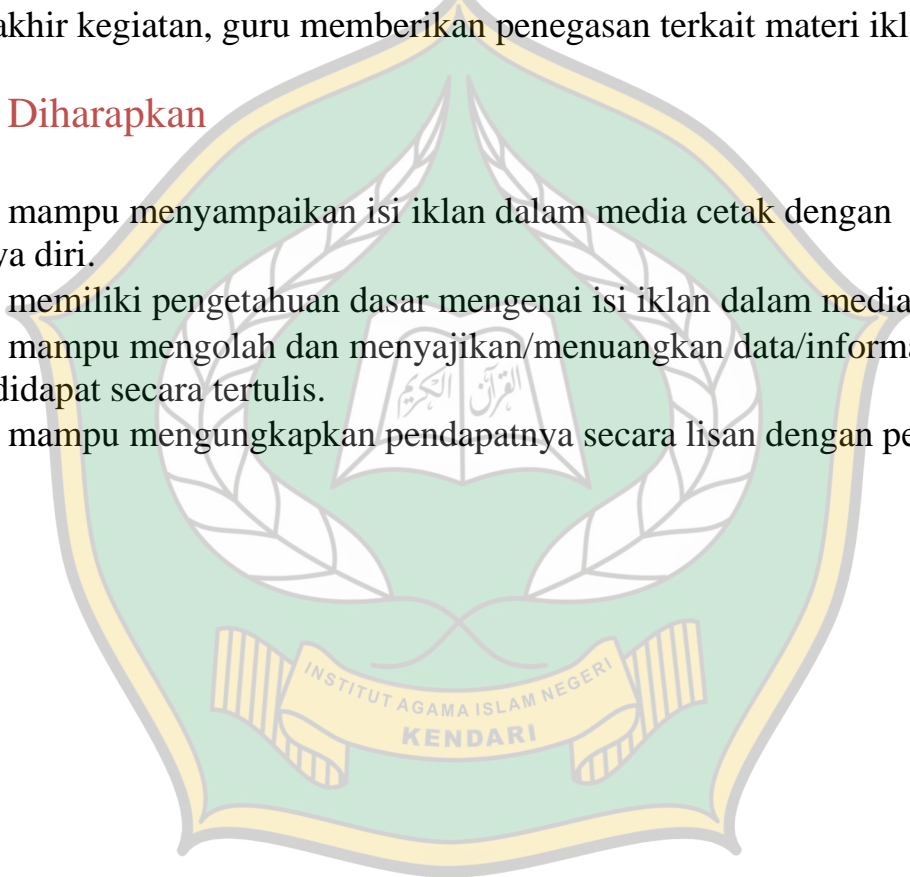 akhir kegiatan, guru memberikan penegasan terkait materi ikl
Diharapkan
mampu menyampaikan isi iklan dalam media cetak dengan
ya diri.
memiliki pengetahuan dasar mengenai isi iklan dalam media
mampu mengolah dan menyajikan/menuangkan data/informa
didapat secara tertulis.
mampu mengungkapkan pendapatnya secara lisan dengan pe
القرآن
الكريم
INSTITUT AGAMA ISLAM NEGERI
KENDARI